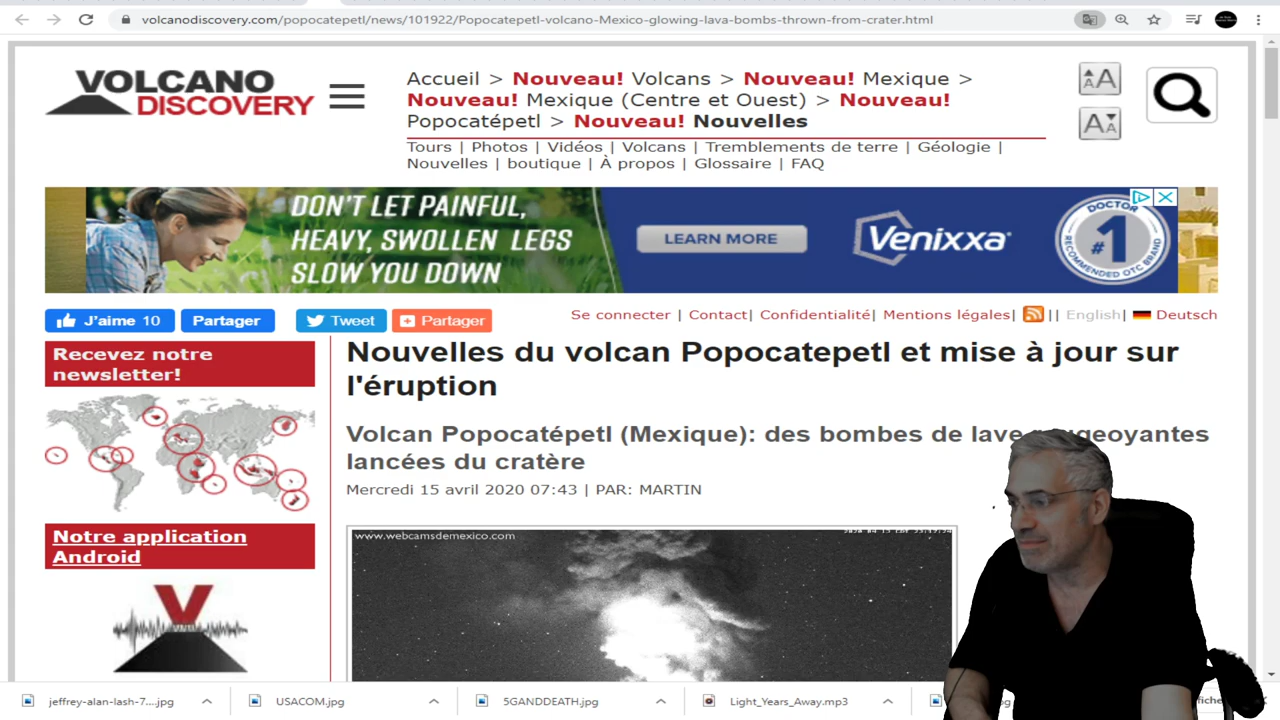 volcanodiscovery.com/popocatepetl/news/101922/Popocatepetl-volcano-Mexico-glowing-lava-bombs-thrown-from-crater.html
VOLCANO
DISCOVERY
Accueil > Nouveau! Volcans > Nouveau! Mexique >
Nouveau! Mexique (Centre et Ouest) > Nouveau!
Popocatépetl > Nouveau! Nouvelles
Tours | Photos | Vidéos | Volcans | Tremblements de terre | Géologie |
Nouvelles | boutique | À propos | Glossaire | FAQ
AA
AA
DON'T LET PAINFUL,
HEAVY, SWOLLEN LEGS
SLOW YOU DOWN
LEARN MORE
Venixxa
DOCTOR
#1
RECOMMENDED OTC BRAND
J'aime 10
Partager
Tweet
Partager
Se connecter | Contact| Confidentialité| Mentions légales| || English| Deutsch
Recevez notre
newsletter!
Notre application
Android
Nouvelles du volcan Popocatepetl et mise à jour sur
l'éruption
Volcan Popocatépetl (Mexique): des bombes de lave
lancées du cratère
Mercredi 15 avril 2020 07:43 | PAR: MARTIN
www.webcamsdemexico.com
jeffrey-alan-lash-7....jpg
USACOM.jpg
5GANDDEATH.jpg
Light_Years_Away.mp3